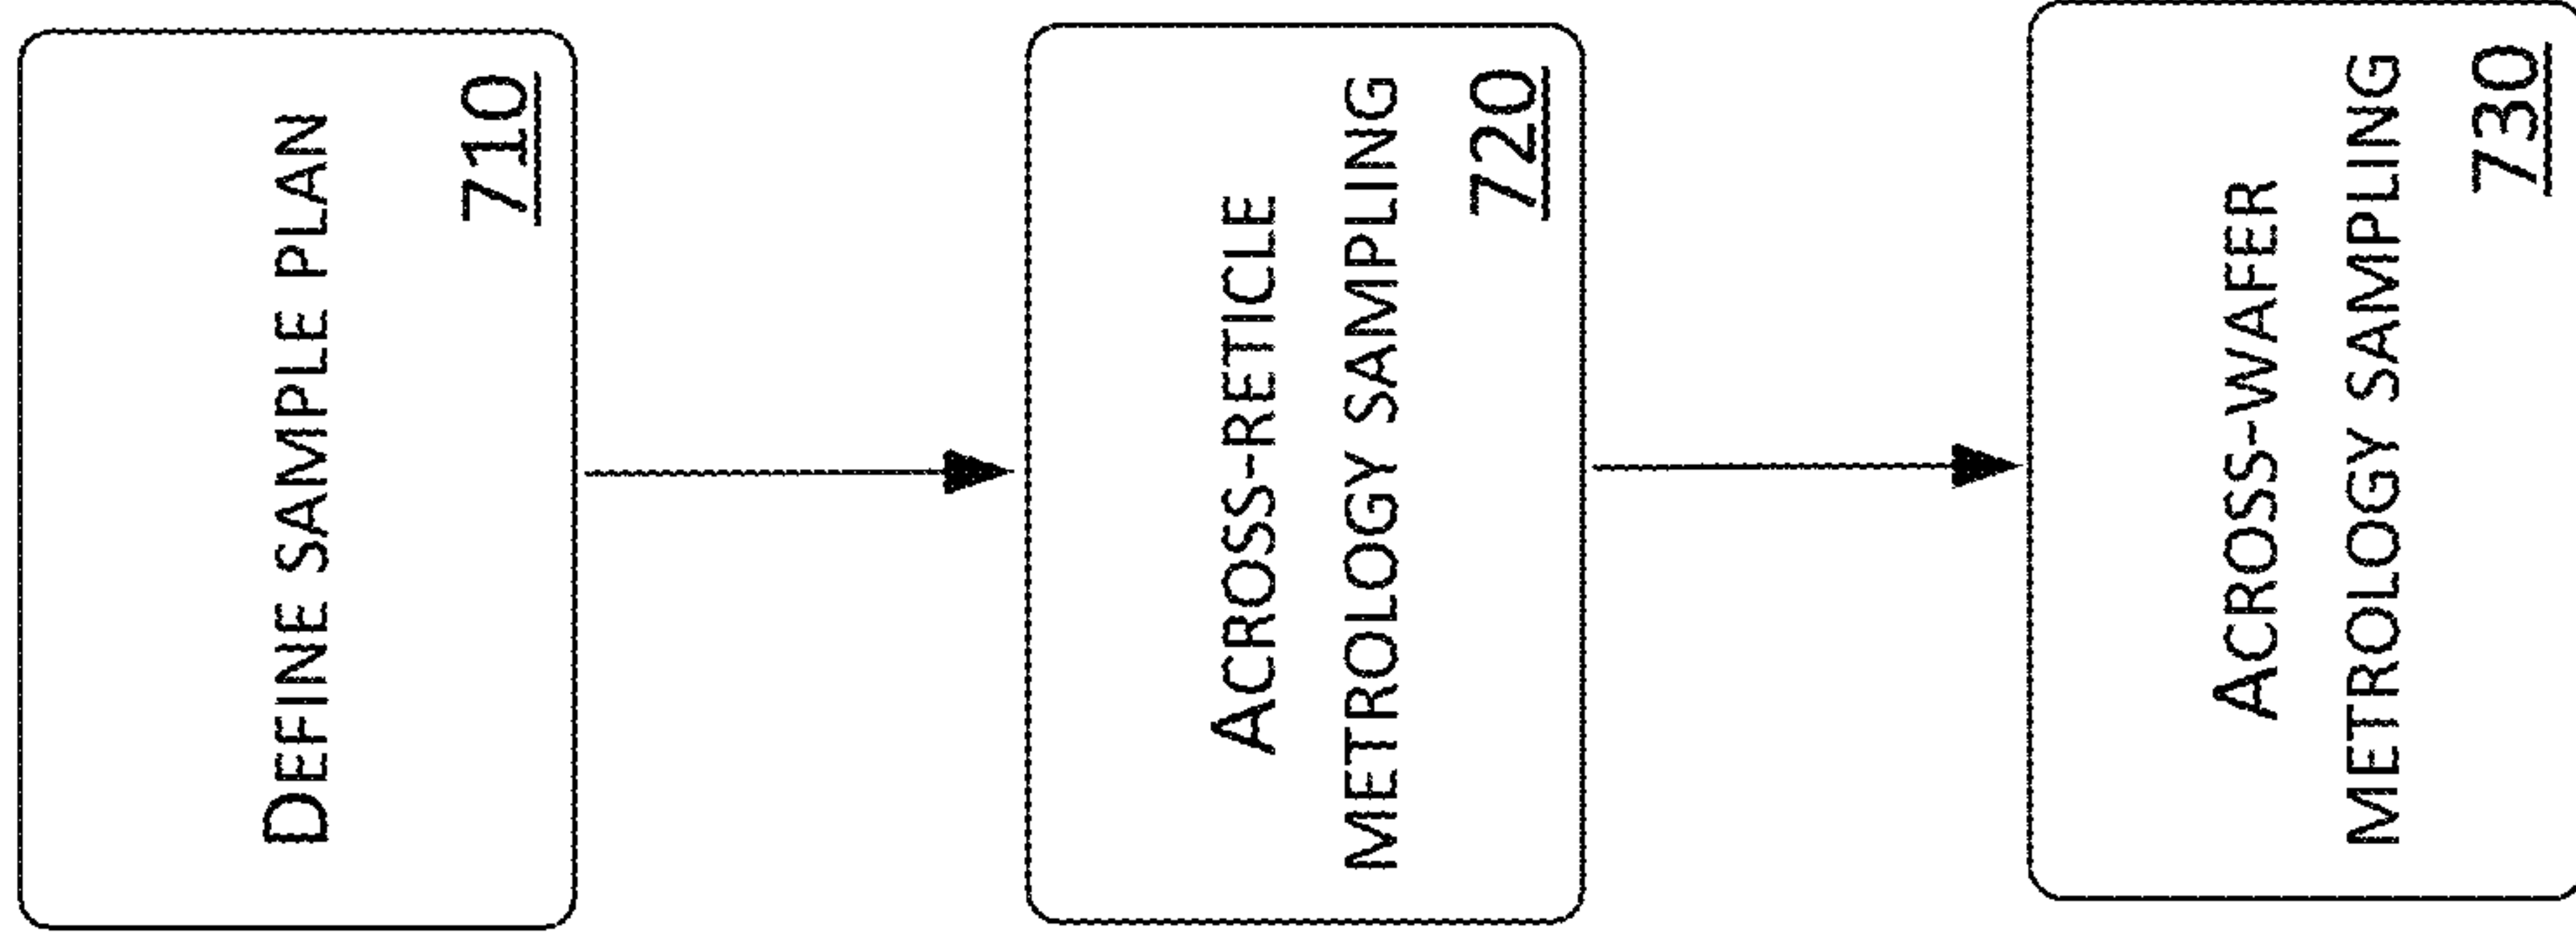 DEFINE SAMPLE PLAN
710
ACROSS-RETICLE
METROLOGY SAMPLING
720
ACROSS-WAFER
METROLOGY SAMPLING
730